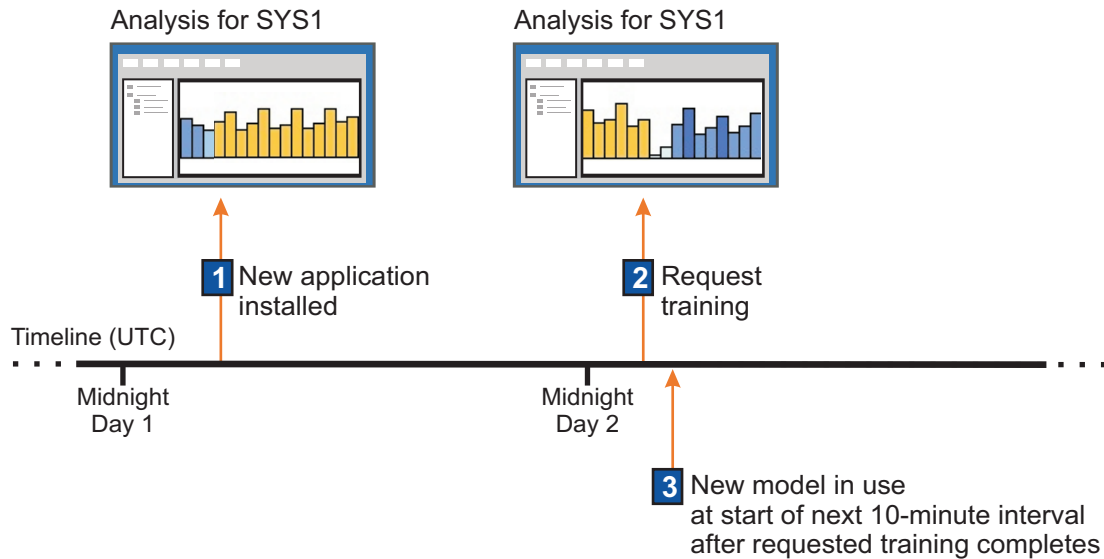 Analysis for SYS1
Analysis for SYS1
1 New application
installed
2 Request
training
Timeline (UTC)
Midnight
Day 1
Midnight
Day 2
3 New model in use
at start of next 10-minute interval
after requested training completes